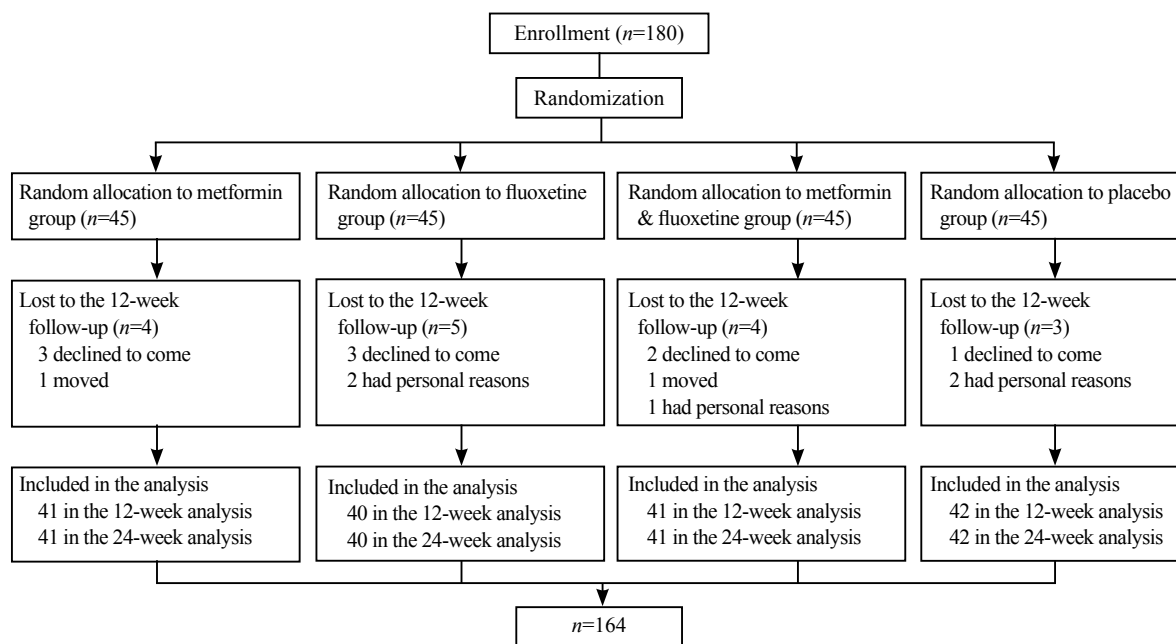 Enrollment (n=180)
Randomization
Random allocation to metformin
group (n=45)
Random allocation to fluoxetine
group (n=45)
Random allocation to metformin
& fluoxetine group (n=45)
Random allocation to placebo
group (n=45)
Lost to the 12-week
follow-up (n=4)
3 declined to come
1 moved
Lost to the 12-week
follow-up (n=5)
3 declined to come
2 had personal reasons
Lost to the 12-week
follow-up (n=4)
2 declined to come
1 moved
1 had personal reasons
Lost to the 12-week
follow-up (n=3)
1 declined to come
2 had personal reasons
Included in the analysis
41 in the 12-week analysis
41 in the 24-week analysis
Included in the analysis
40 in the 12-week analysis
40 in the 24-week analysis
Included in the analysis
41 in the 12-week analysis
41 in the 24-week analysis
Included in the analysis
42 in the 12-week analysis
42 in the 24-week analysis
n=164